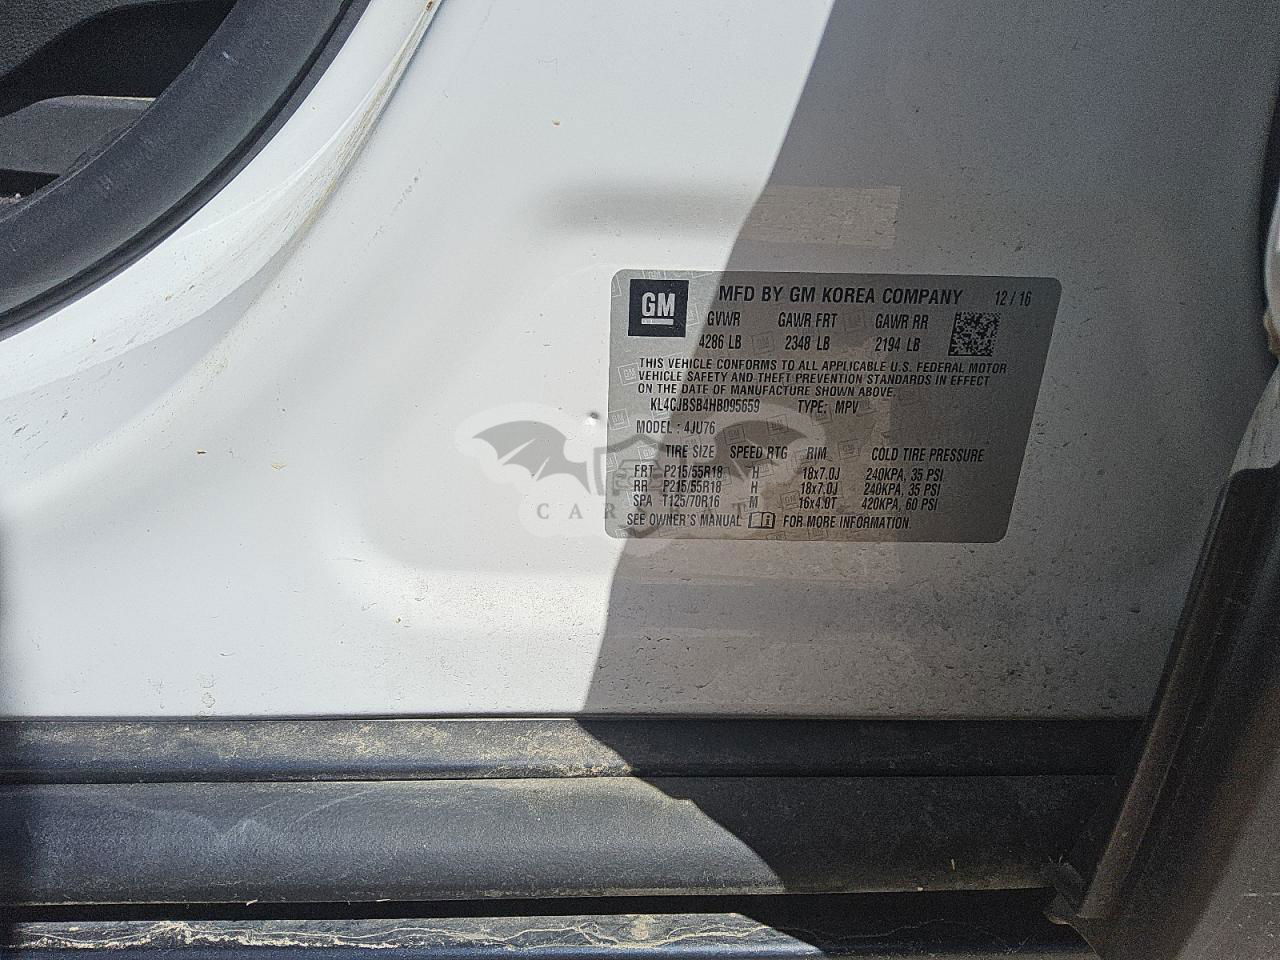 GM
MFD BY GM KOREA COMPANY 12/16
GVWR GAWR FRT GAWR RR
4286 LB 2348 LB 2194 LB
THIS VEHICLE CONFORMS TO ALL APPLICABLE U.S. FEDERAL MOTOR
VEHICLE SAFETY AND THEFT PREVENTION STANDARDS IN EFFECT
ON THE DATE OF MANUFACTURE SHOWN ABOVE.
KL4CJBSB4HB095659 TYPE: MPV
MODEL : 4JU76
TIRE SIZE SPEED RTG RIM COLD TIRE PRESSURE
FRT P215/55R18 H 18x7.0J 240KPA, 35 PSI
RR P215/55R18 H 18x7.0J 240KPA, 35 PSI
SPA T125/70R16 M 16x4.0T 420KPA, 60 PSI
SEE OWNER'S MANUAL FOR MORE INFORMATION.